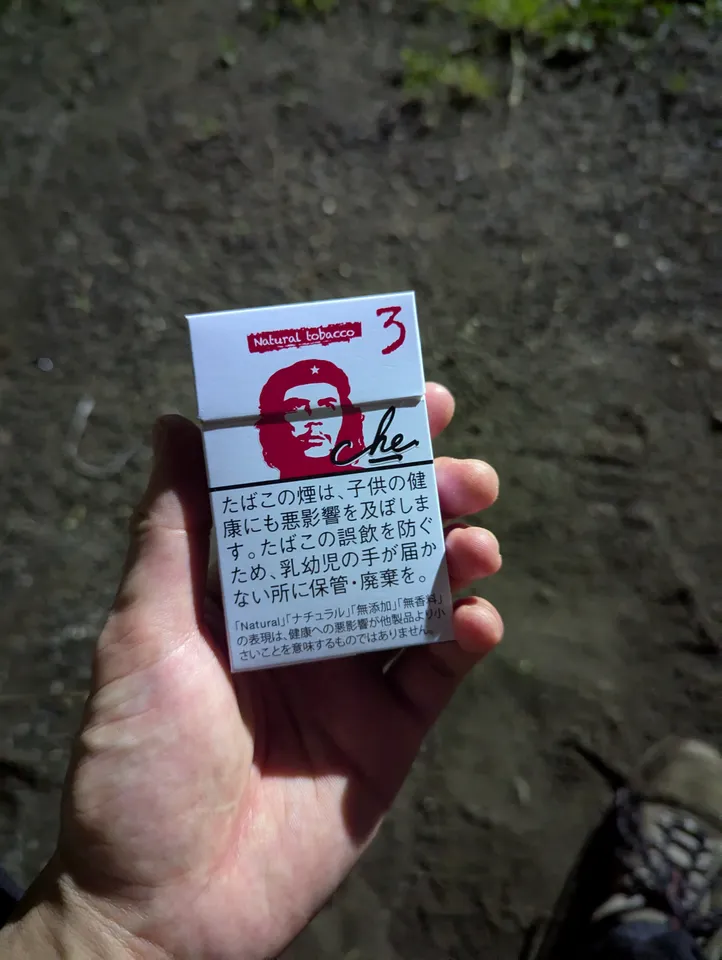 Natural tobacco
3
che
たばこの煙は、子供の健
康にも悪影響を及ぼしま
す。たばこの誤飲を防ぐ
ため、乳幼児の手が届か
ない所に保管・廃棄を。
「Natural」「ナチュラル」「無添加」「無香料」
の表現は、健康への悪影響が他製品より小
さいことを意味するものではありません。